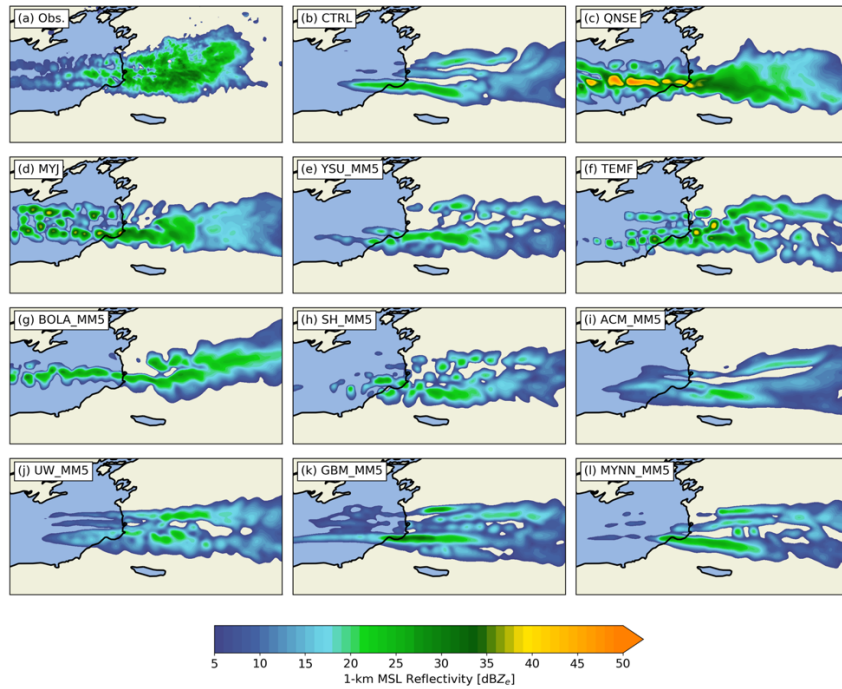 (a) Obs.
(b) CTRL
(c) QNSE
(d) MYJ
(e) YSU_MM5
(f) TEMF
(g) BOLA_MM5
(h) SH_MM5
(i) ACM_MM5
(j) UW_MM5
(k) GBM_MM5
(l) MYNN_MM5
5 10 15 20 25 30 35 40 45 50
1-km MSL Reflectivity [dBZe]